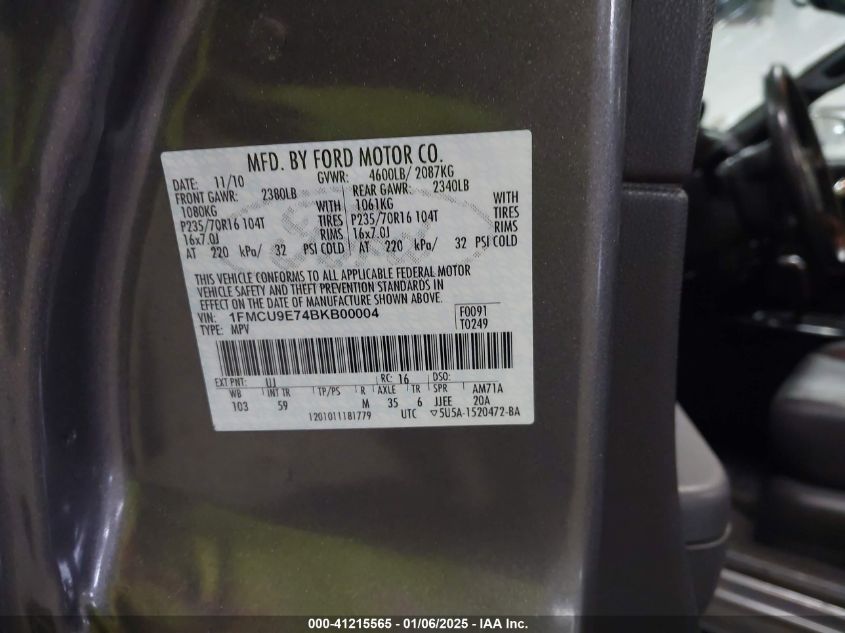 MFD. BY FORD MOTOR CO.
DATE: 11/10 GVWR: 4600LB/ 2087KG
FRONT GAWR: 2380LB REAR GAWR: 2340LB
1080KG WITH 1061KG WITH
P235/70R16 104T TIRES P235/70R16 104T TIRES
16x7.0J RIMS 16x7.0J RIMS
AT 220 kPa/ 32 PSI COLD AT 220 kPa/ 32 PSI COLD
THIS VEHICLE CONFORMS TO ALL APPLICABLE FEDERAL MOTOR
VEHICLE SAFETY AND THEFT PREVENTION STANDARDS IN
EFFECT ON THE DATE OF MANUFACTURE SHOWN ABOVE.
VIN: 1FMCU9E74BKB00004 F0091
TYPE: MPV T0249
EXT PNT: UJ RC: 16 DSO:
WB INT TR TP/PS R AXLE TR SPR AM71A
103 59 M 35 6 JJEE 20A
1201011181779 UTC ▽5U5A-1520472-BA
000-41215565 - 01/06/2025 - IAA Inc.